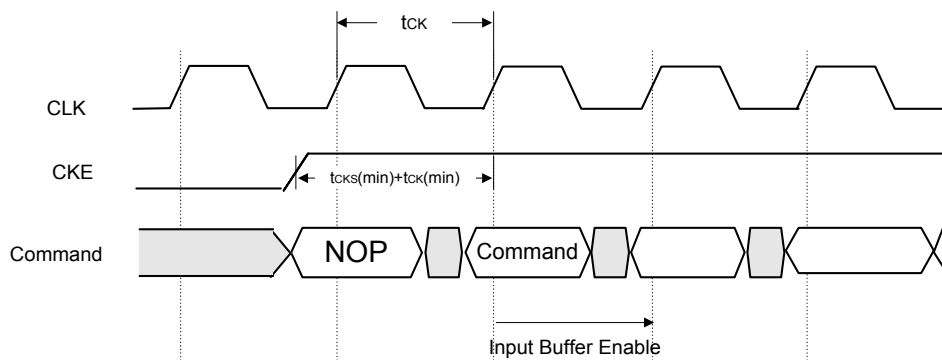 tCK
CLK
CKE
tCKS(min)+tCK(min)
Command
NOP
Command
Input Buffer Enable